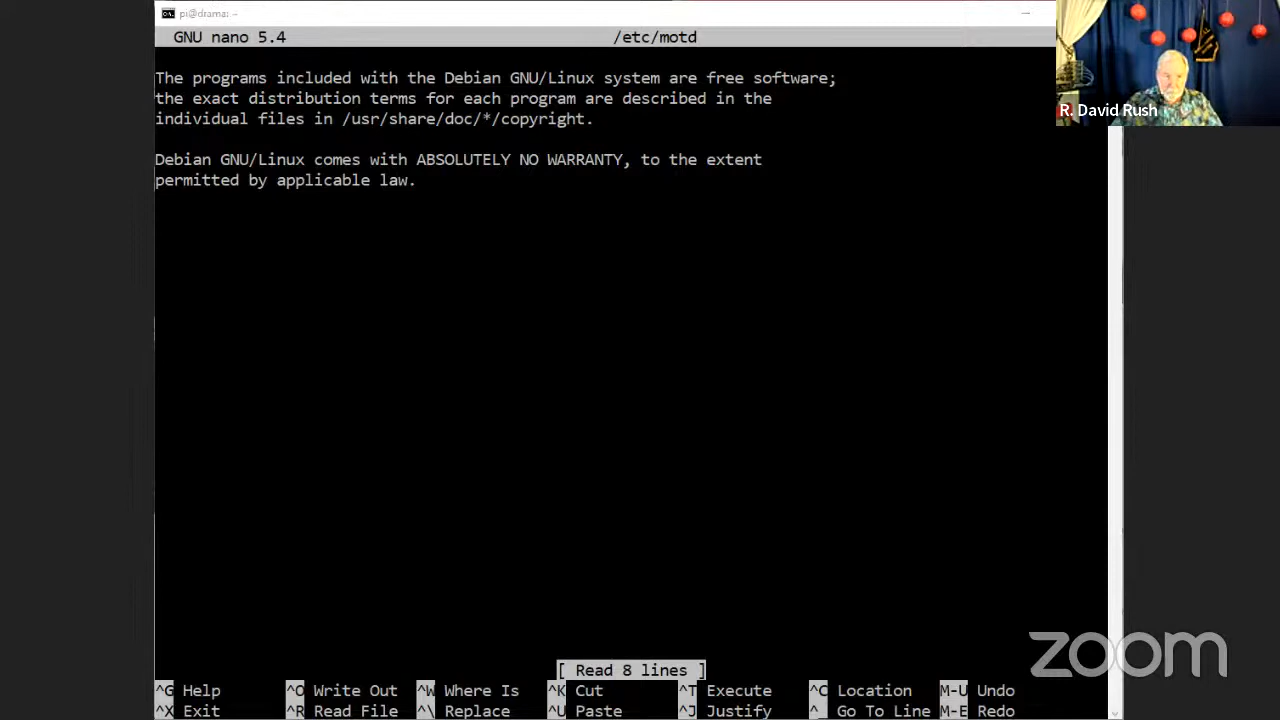 pi@drama: ~
GNU nano 5.4 /etc/motd
The programs included with the Debian GNU/Linux system are free software;
the exact distribution terms for each program are described in the
individual files in /usr/share/doc/*/copyright.
Debian GNU/Linux comes with ABSOLUTELY NO WARRANTY, to the extent
permitted by applicable law.
R. David Rush
[ Read 8 lines ]
^G Help ^O Write Out ^W Where Is ^K Cut ^T Execute ^C Location M-U Undo
^X Exit ^R Read File ^\ Replace ^U Paste ^J Justify ^_ Go To Line M-E Redo
zoom